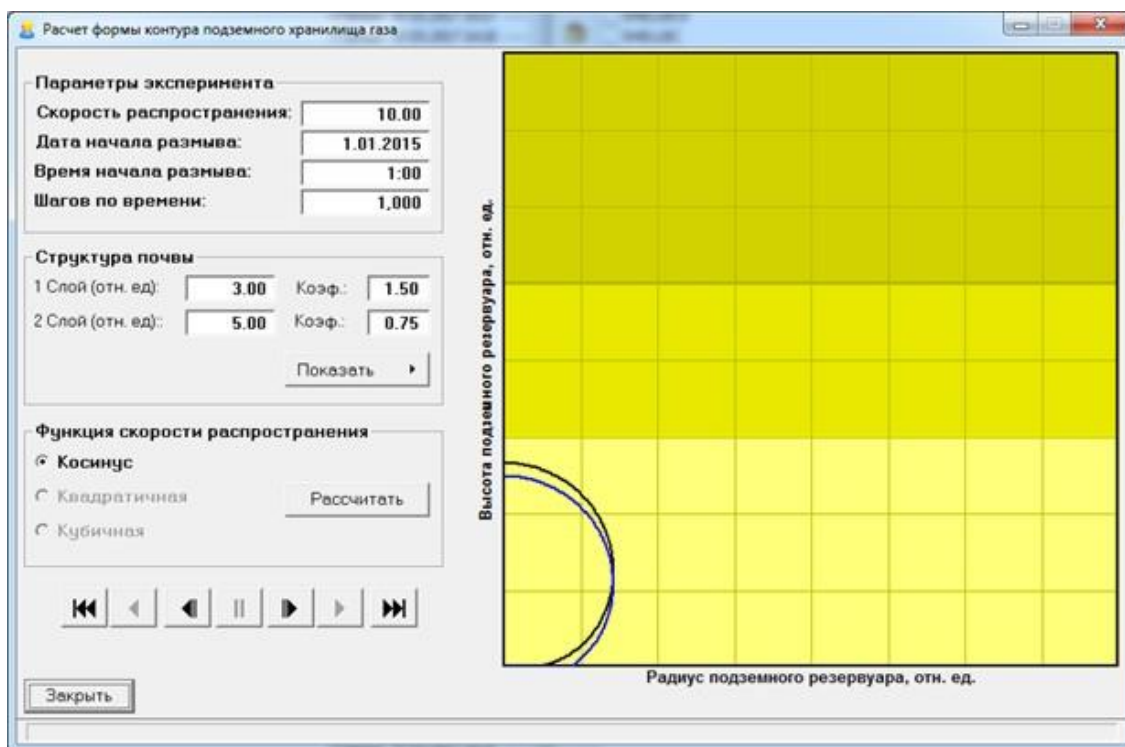 Расчет формы контура подземного хранилища газа
Параметры эксперимента
Скорость распространения: 10.00
Дата начала размыва: 1.01.2015
Время начала размыва: 1:00
Шагов по времени: 1,000
Структура почвы
1 Слой (отн. ед): 3.00 Коэф.: 1.50
2 Слой (отн. ед):: 5.00 Коэф.: 0.75
Показать
Функция скорости распространения
Косинус
Квадратичная
Рассчитать
Кубичная
Закрыть
Высота подземного резервуара, отн. ед.
Радиус подземного резервуара, отн. ед.